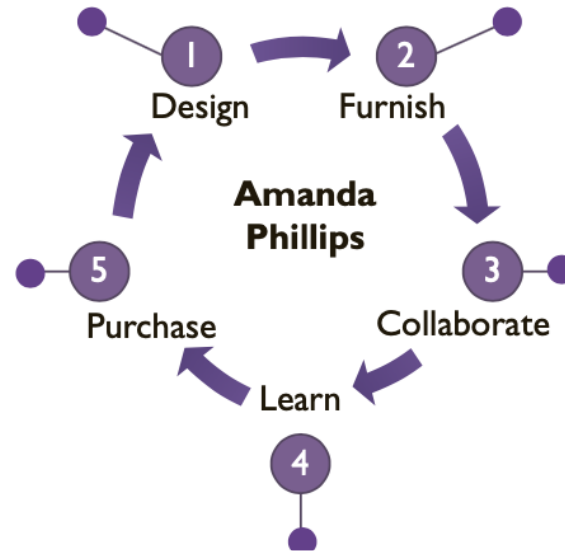 1
Design
2
Furnish
Amanda
Phillips
3
Collaborate
4
Learn
5
Purchase